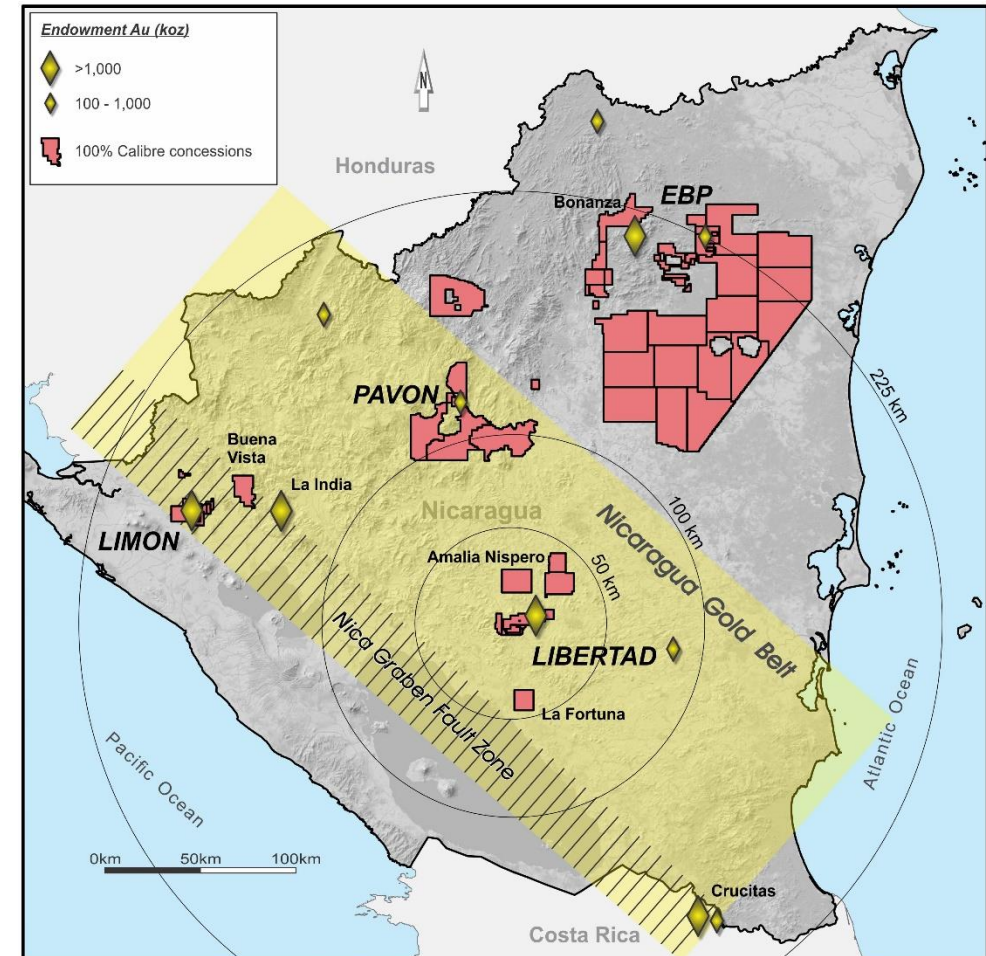 Endowment Au (koz)
>1,000
100 - 1,000
100% Calibre concessions
N
Honduras
Bonanza
EBP
225 km
PAVON
Buena
Vista
La India
Nicaragua
100 km
LIMON
Amalia Nispero
50 km
Nicaragua Gold Belt
LIBERTAD
La Fortuna
Nica Graben Fault Zone
Atlantic Ocean
Pacific Ocean
0km 50km 100km
Crucitas
Costa Rica